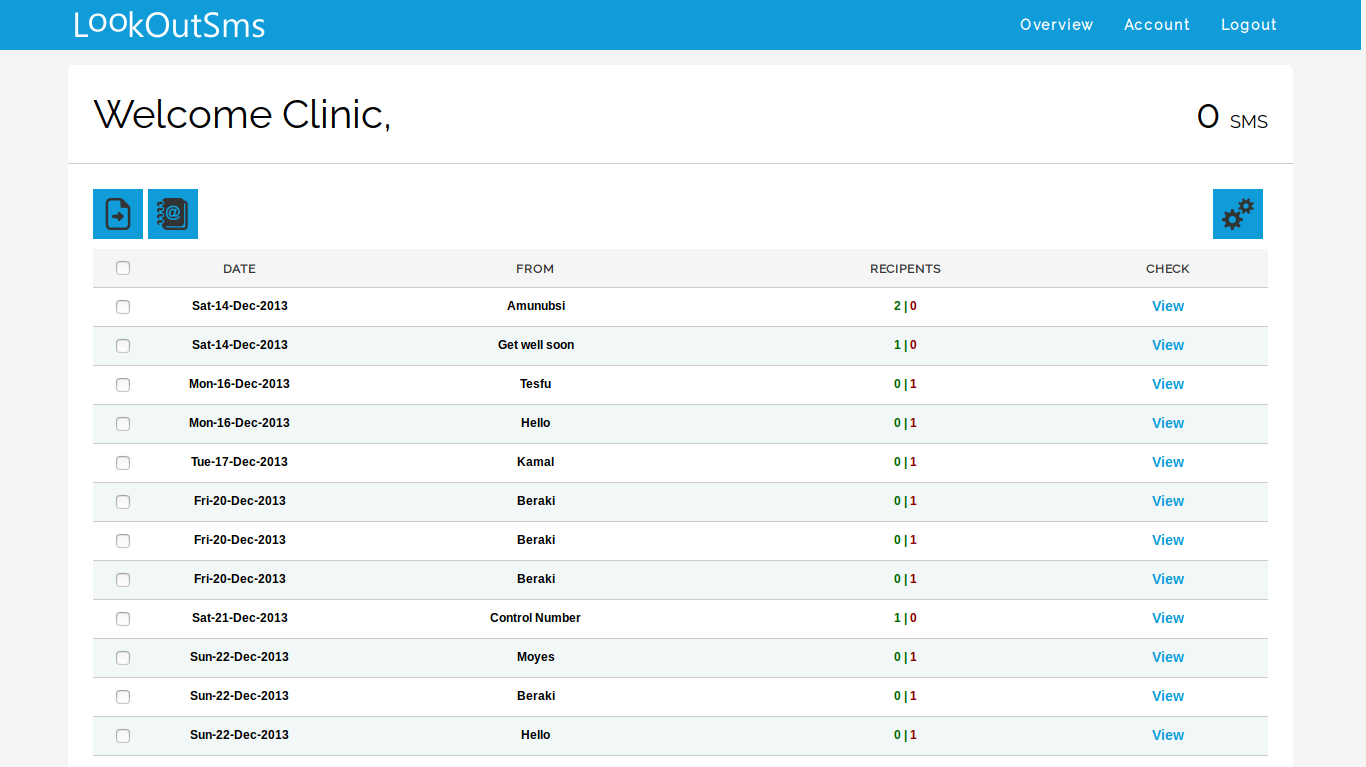 LookOutSms Overview Account Logout
Welcome Clinic, 0 SMS
@
DATE FROM RECIPENTS CHECK
Sat-14-Dec-2013 Amunubsi 2 | 0 View
Sat-14-Dec-2013 Get well soon 1 | 0 View
Mon-16-Dec-2013 Tesfu 0 | 1 View
Mon-16-Dec-2013 Hello 0 | 1 View
Tue-17-Dec-2013 Kamal 0 | 1 View
Fri-20-Dec-2013 Beraki 0 | 1 View
Fri-20-Dec-2013 Beraki 0 | 1 View
Fri-20-Dec-2013 Beraki 0 | 1 View
Sat-21-Dec-2013 Control Number 1 | 0 View
Sun-22-Dec-2013 Moyes 0 | 1 View
Sun-22-Dec-2013 Beraki 0 | 1 View
Sun-22-Dec-2013 Hello 0 | 1 View